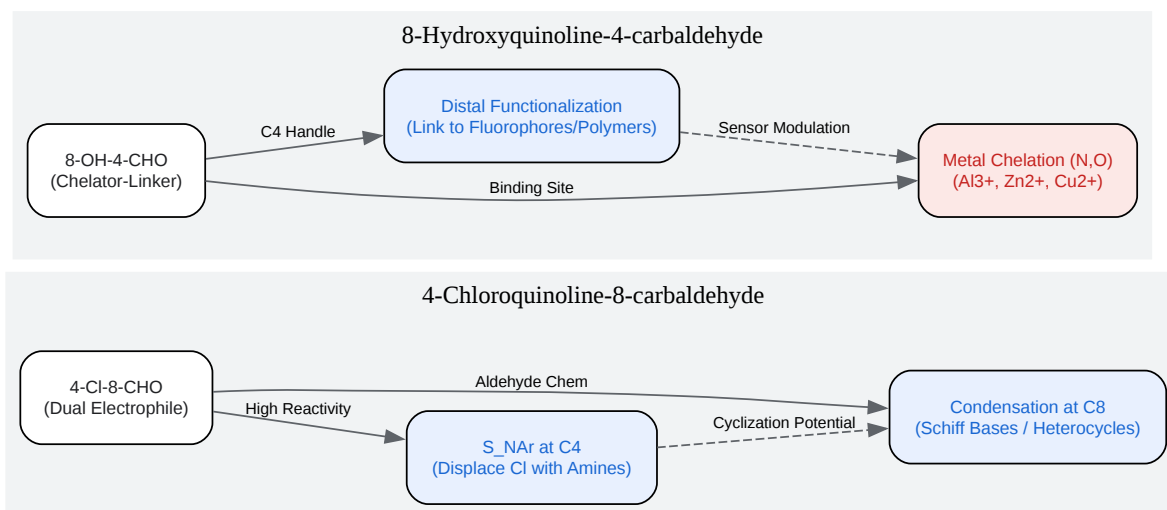 8-Hydroxyquinoline-4-carbaldehyde
Distal Functionalization
(Link to Fluorophores/Polymers)
C4 Handle
Sensor Modulation
8-OH-4-CHO
(Chelator-Linker)
Metal Chelation (N,O)
(Al3+, Zn2+, Cu2+)
Binding Site
4-Chloroquinoline-8-carbaldehyde
4-Cl-8-CHO
(Dual Electrophile)
Aldehyde Chem
High Reactivity
Condensation at C8
(Schiff Bases / Heterocycles)
Cyclization Potential
S_NAr at C4
(Displace Cl with Amines)